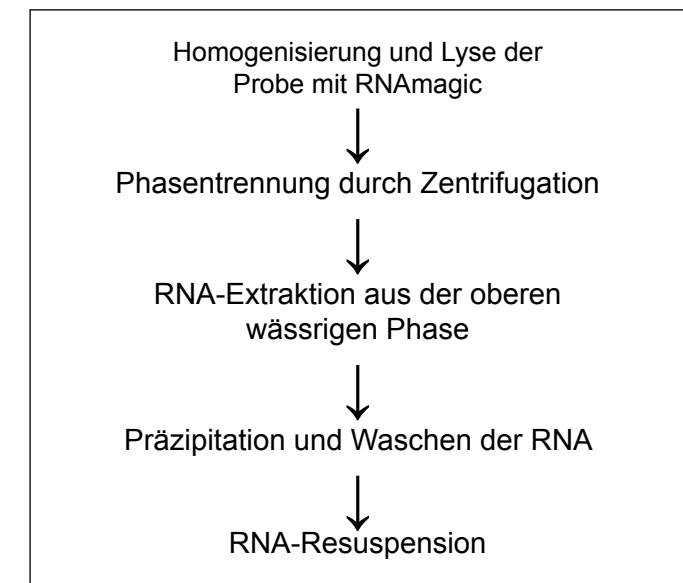 Homogenisierung und Lyse der
Probe mit RNAmagic
Phasentrennung durch Zentrifugation
RNA-Extraktion aus der oberen
wässrigen Phase
Präzipitation und Waschen der RNA
RNA-Resuspension